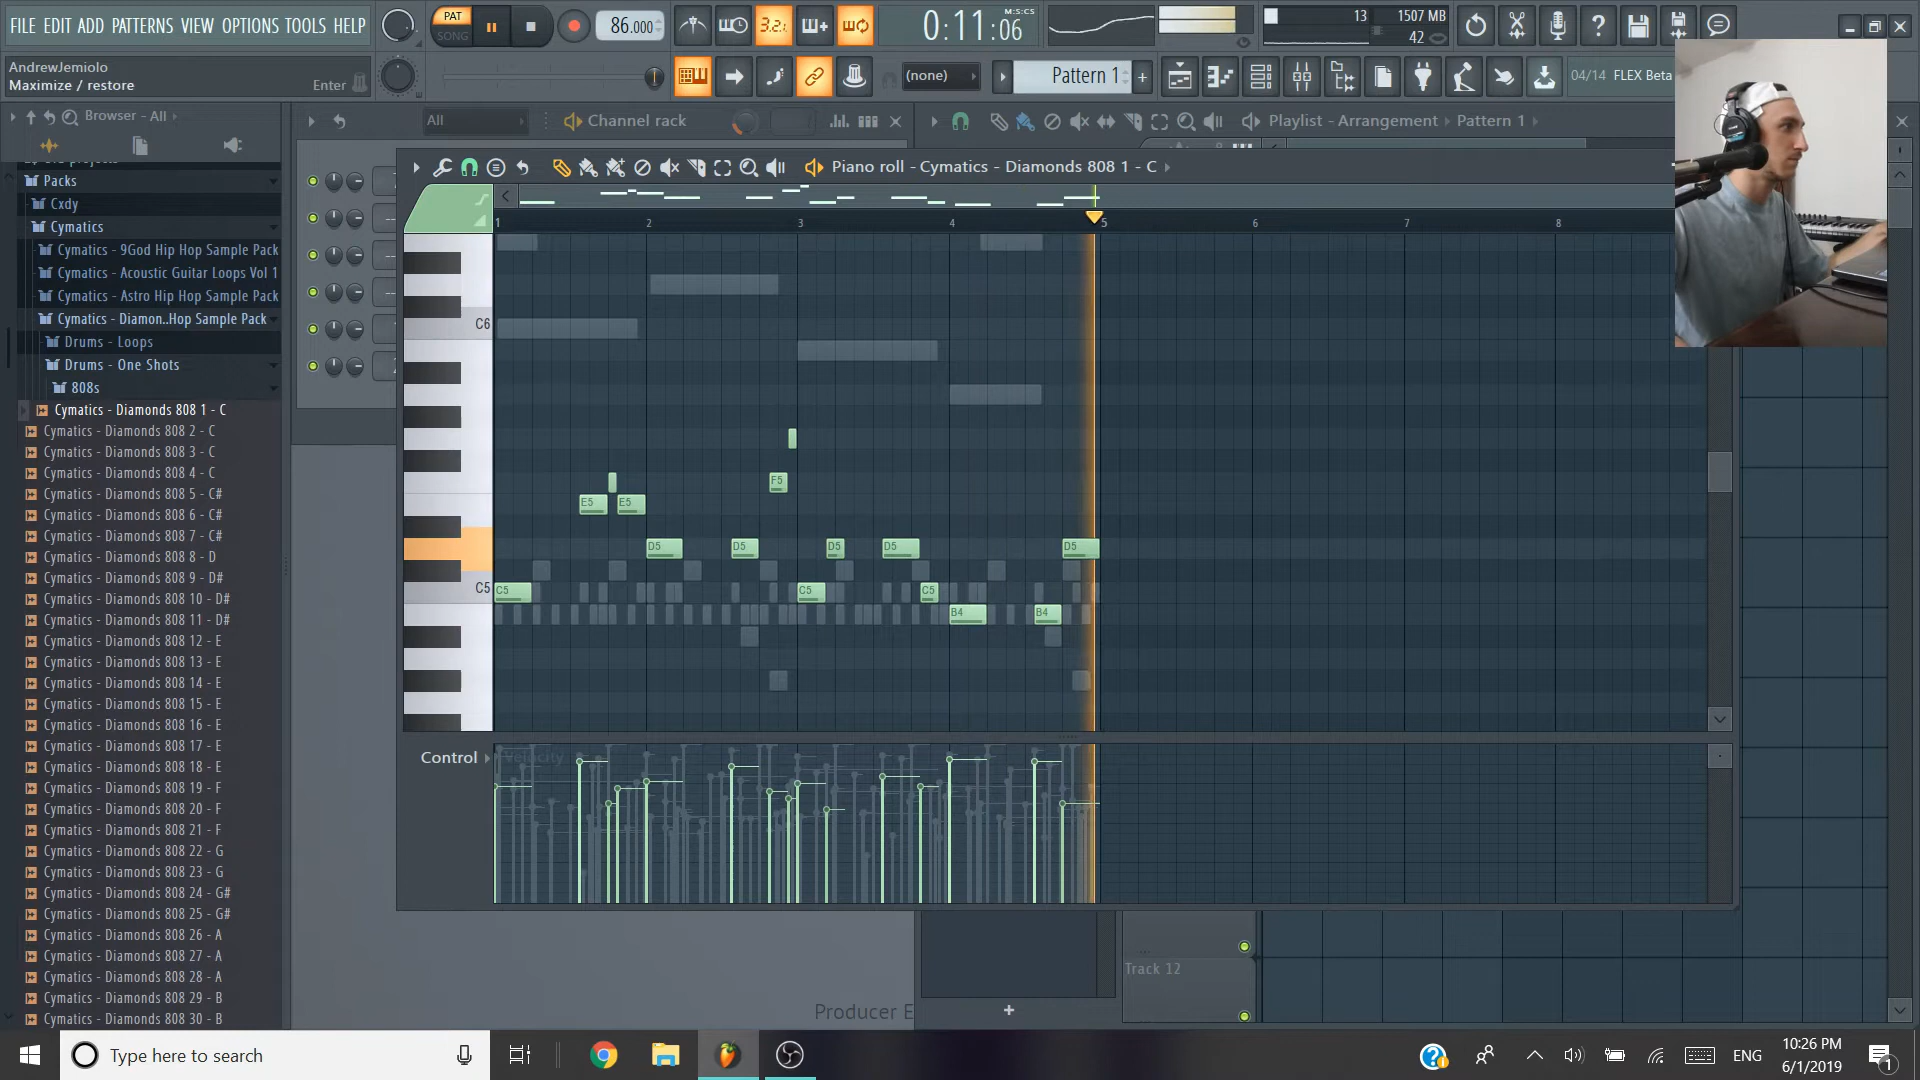 FILE EDIT ADD PATTERNS VIEW OPTIONS TOOLS HELP
PAT
SONG
86.000
3.2.
0:11:06
M:S:CS
13
1507 MB
42
AndrewJemiolo
Maximize / restore
Enter
(none)
Pattern 1
04/14 FLEX Beta
Browser - All
All
Channel rack
Playlist - Arrangement
Pattern 1
Packs
Cxdy
Cymatics
Cymatics - 9God Hip Hop Sample Pack
Cymatics - Acoustic Guitar Loops Vol 1
Cymatics - Astro Hip Hop Sample Pack
Cymatics - Diamon..Hop Sample Pack
Drums - Loops
Drums - One Shots
808s
Cymatics - Diamonds 808 1 - C
Cymatics - Diamonds 808 2 - C
Cymatics - Diamonds 808 3 - C
Cymatics - Diamonds 808 4 - C
Cymatics - Diamonds 808 5 - C#
Cymatics - Diamonds 808 6 - C#
Cymatics - Diamonds 808 7 - C#
Cymatics - Diamonds 808 8 - D
Cymatics - Diamonds 808 9 - D#
Cymatics - Diamonds 808 10 - D#
Cymatics - Diamonds 808 11 - D#
Cymatics - Diamonds 808 12 - E
Cymatics - Diamonds 808 13 - E
Cymatics - Diamonds 808 14 - E
Cymatics - Diamonds 808 15 - E
Cymatics - Diamonds 808 16 - E
Cymatics - Diamonds 808 17 - E
Cymatics - Diamonds 808 18 - E
Cymatics - Diamonds 808 19 - F
Cymatics - Diamonds 808 20 - F
Cymatics - Diamonds 808 21 - F
Cymatics - Diamonds 808 22 - G
Cymatics - Diamonds 808 23 - G
Cymatics - Diamonds 808 24 - G#
Cymatics - Diamonds 808 25 - G#
Cymatics - Diamonds 808 26 - A
Cymatics - Diamonds 808 27 - A
Cymatics - Diamonds 808 28 - A
Cymatics - Diamonds 808 29 - B
Cymatics - Diamonds 808 30 - B
Piano roll - Cymatics - Diamonds 808 1 - C
1 2 3 4 5 6 7 8
C6
F5
E5 E5
D5 D5 D5 D5 D5
C5 C5 C5 C5
B4 B4
Control
Velocity
Track 12
Producer E
Type here to search
ENG
10:26 PM
6/1/2019
1